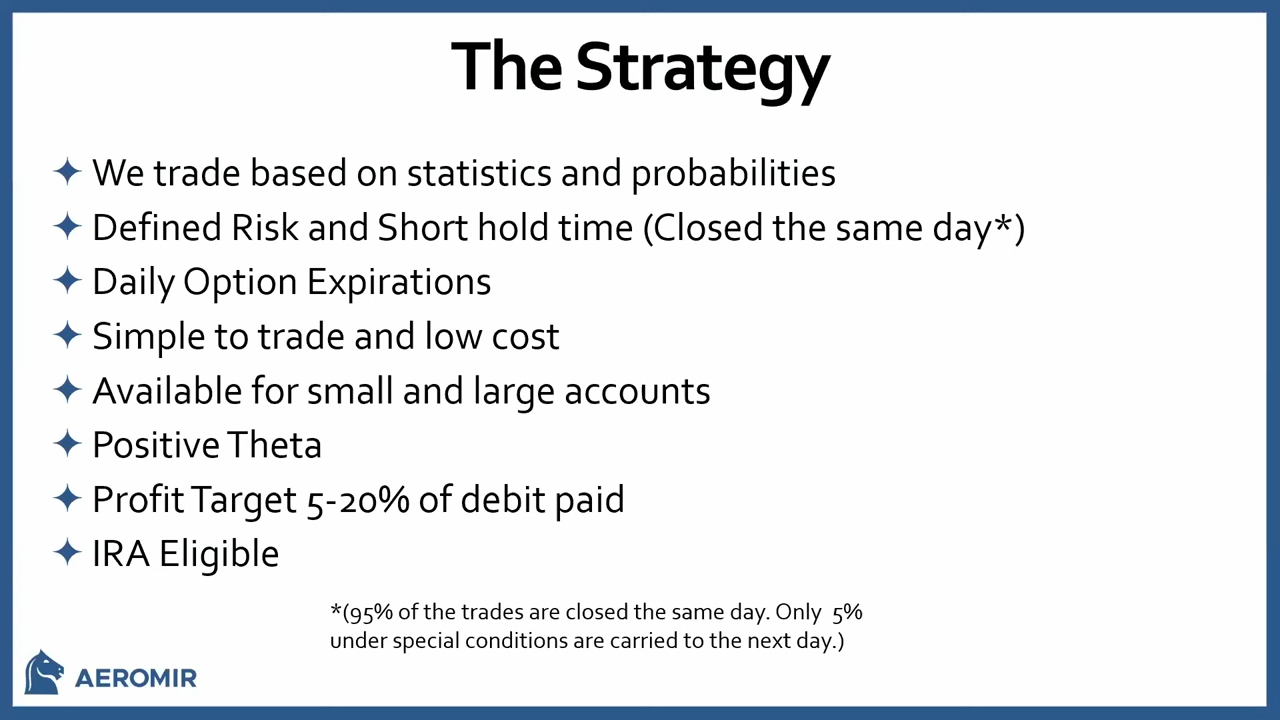 The Strategy
✦ We trade based on statistics and probabilities
✦ Defined Risk and Short hold time (Closed the same day*)
✦ Daily Option Expirations
✦ Simple to trade and low cost
✦ Available for small and large accounts
✦ Positive Theta
✦ Profit Target 5-20% of debit paid
✦ IRA Eligible
*(95% of the trades are closed the same day. Only 5%
under special conditions are carried to the next day.)
AEROMIR